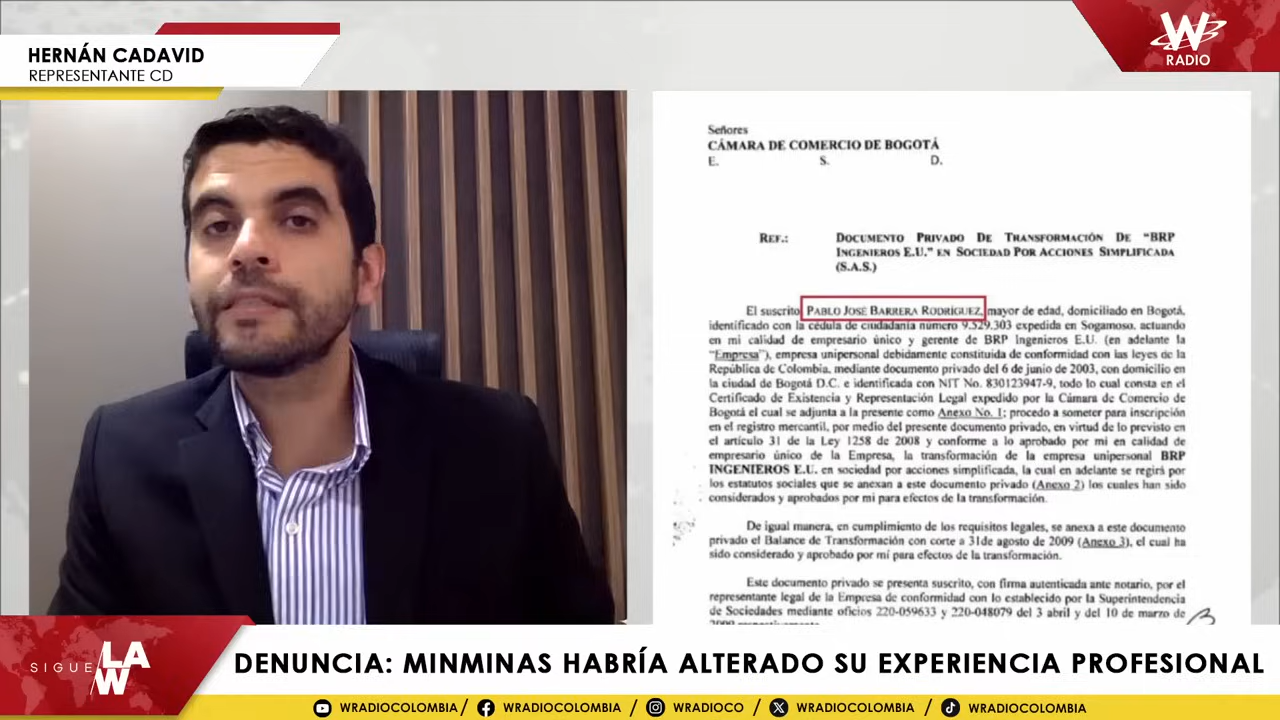 HERNÁN CADAVID
REPRESENTANTE CD
W
RADIO
Señores
CÁMARA DE COMERCIO DE BOGOTÁ
E. S. D.
REF.: DOCUMENTO PRIVADO DE TRANSFORMACIÓN DE "BRP
INGENIEROS E.U." EN SOCIEDAD POR ACCIONES SIMPLIFICADA
(S.A.S.)
El suscrito PABLO JOSÉ BARRERA RODRÍGUEZ, mayor de edad, domiciliado en Bogotá,
identificado con la cédula de ciudadanía número 9.529.303 expedida en Sogamoso, actuando
en mi calidad de empresario único y gerente de BRP Ingenieros E.U. (en adelante la
"Empresa"), empresa unipersonal debidamente constituida de conformidad con las leyes de la
República de Colombia, mediante documento privado del 6 de junio de 2003, con domicilio en
la ciudad de Bogotá D.C. e identificada con NIT No. 830123947-9, todo lo cual consta en el
Certificado de Existencia y Representación Legal expedido por la Cámara de Comercio de
Bogotá el cual se adjunta a la presente como Anexo No. 1; procedo a someter para inscripción
en el registro mercantil, por medio del presente documento privado, en virtud de lo previsto en
el artículo 31 de la Ley 1258 de 2008 y conforme a lo aprobado por mi en calidad de
empresario único de la Empresa, la transformación de la empresa unipersonal BRP
INGENIEROS E.U. en sociedad por acciones simplificada, la cual en adelante se regirá por
los estatutos sociales que se anexan a este documento privado (Anexo 2) los cuales han sido
considerados y aprobados por mi para efectos de la transformación.
De igual manera, en cumplimiento de los requisitos legales, se anexa a este documento
privado el Balance de Transformación con corte a 31de agosto de 2009 (Anexo 3), el cual ha
sido considerado y aprobado por mí para efectos de la transformación.
Este documento privado se presenta suscrito, con firma autenticada ante notario, por el
representante legal de la Empresa de conformidad con lo establecido por la Superintendencia
de Sociedades mediante oficios 220-059633 y 220-048079 del 3 abril y del 10 de marzo de
SIGUE LA W
DENUNCIA: MINMINAS HABRÍA ALTERADO SU EXPERIENCIA PROFESIONAL
WRADIOCOLOMBIA/ WRADIOCOLOMBIA/ WRADIOCO / WRADIOCOLOMBIA/ WRADIOCOLOMBIA